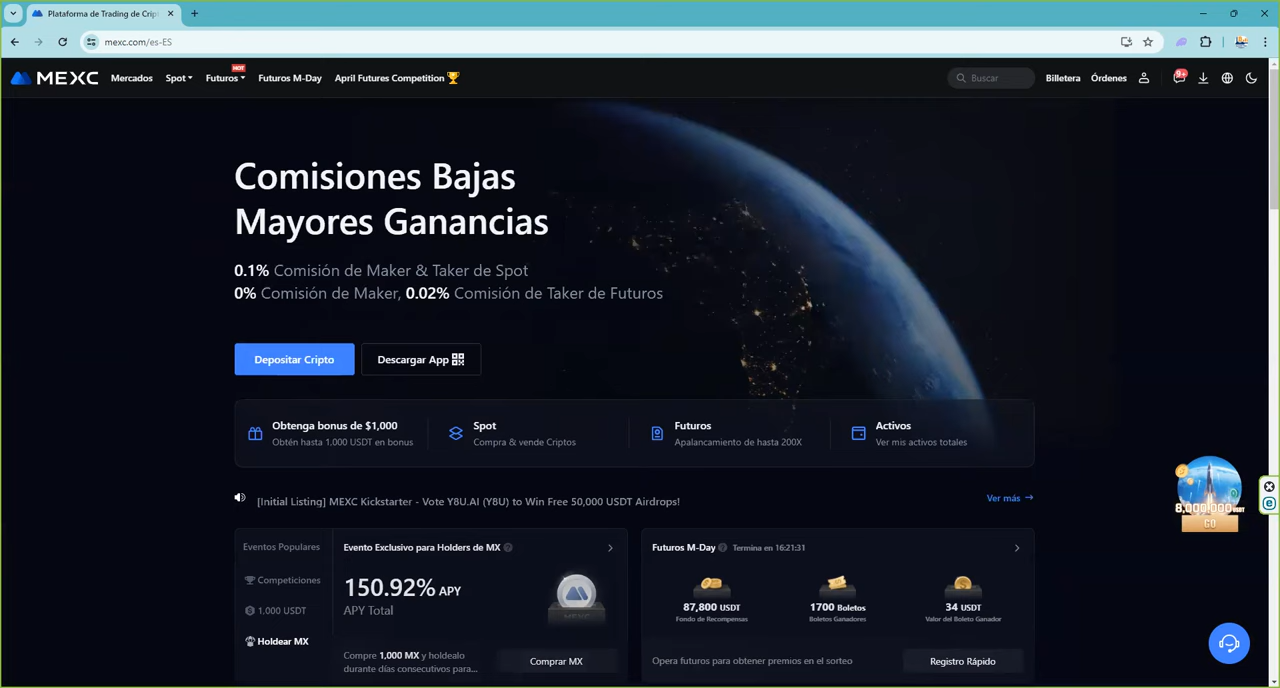 Plataforma de Trading de Crip
mexc.com/es-ES
MEXC
Mercados
Spot
HOT
Futuros
Futuros M-Day
April Futures Competition
Buscar
Billetera
Órdenes
9+
Comisiones Bajas
Mayores Ganancias
0.1% Comisión de Maker & Taker de Spot
0% Comisión de Maker, 0.02% Comisión de Taker de Futuros
Depositar Cripto
Descargar App
Obtenga bonus de $1,000
Obtén hasta 1.000 USDT en bonus
Spot
Compra & vende Criptos
Futuros
Apalancamiento de hasta 200X
Activos
Ver mis activos totales
[Initial Listing] MEXC Kickstarter - Vote Y8U.AI (Y8U) to Win Free 50,000 USDT Airdrops!
Ver más
8,000,000 USDT
GO
Eventos Populares
Competiciones
1,000 USDT
Holdear MX
Evento Exclusivo para Holders de MX
150.92% APY
APY Total
MEXC
Compre 1,000 MX y holdealo
durante días consecutivos para...
Comprar MX
Futuros M-Day
Termina en 16:21:31
87,800 USDT
Fondo de Recompensas
1700 Boletos
Boletos Ganadores
34 USDT
Valor del Boleto Ganador
Opera futuros para obtener premios en el sorteo
Registro Rápido